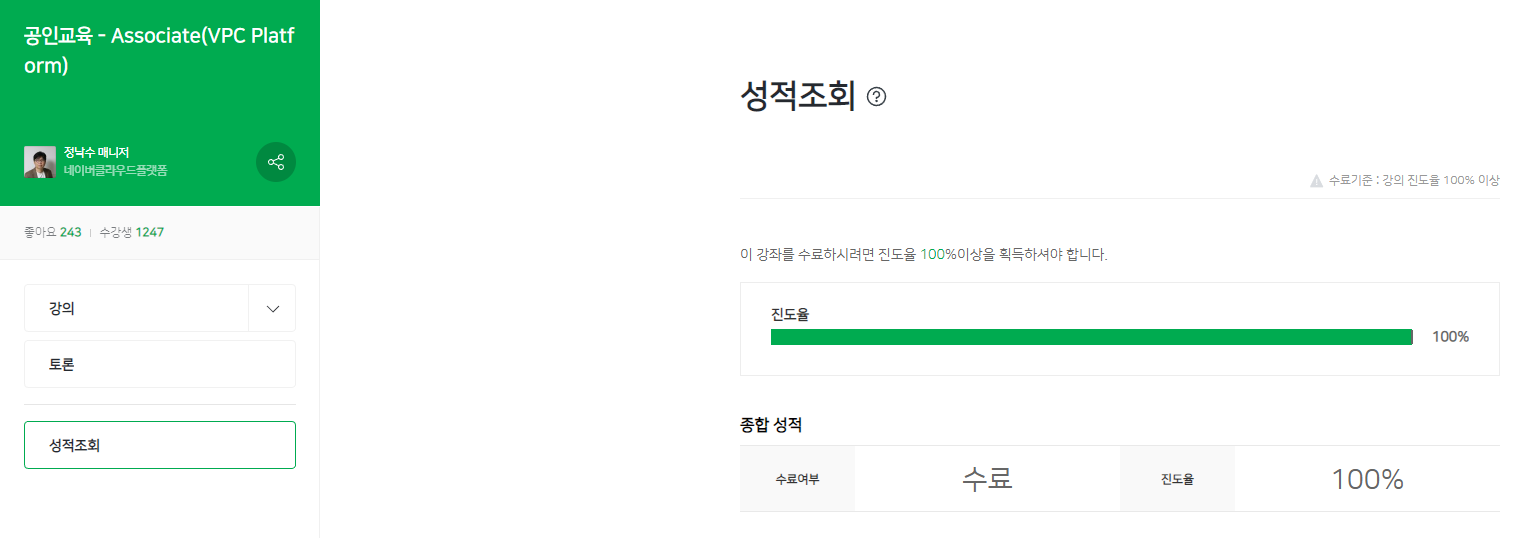 공인교육 - Associate(VPC Platf
orm)
정낙수 매니저
네이버클라우드플랫폼
좋아요 243 수강생 1247
강의
토론
성적조회
성적조회
수료기준 : 강의 진도율 100% 이상
이 강좌를 수료하시려면 진도율 100%이상을 획득하셔야 합니다.
진도율
100%
종합 성적
수료여부 수료 진도율 100%